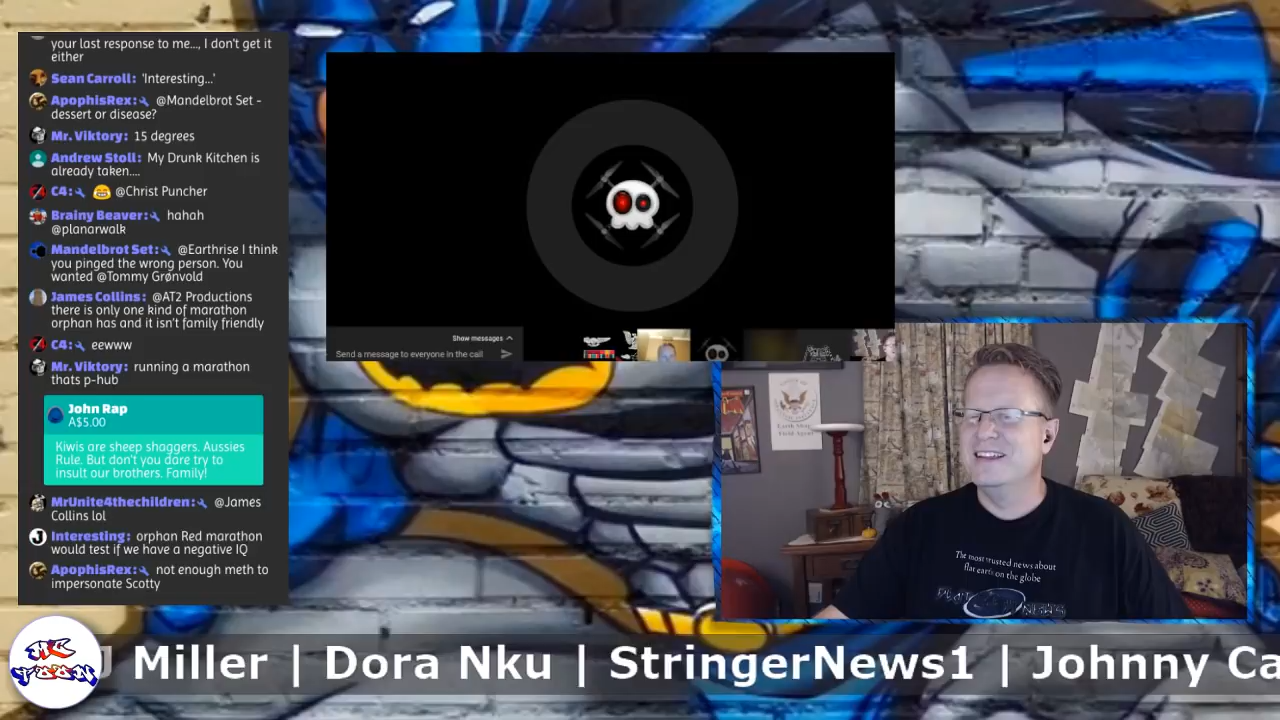 your last response to me..., I don't get it
either
Sean Carroll: 'Interesting...'
ApophisRex: @Mandelbrot Set -
dessert or disease?
Mr. Viktory: 15 degrees
Andrew Stoll: My Drunk Kitchen is
already taken....
C4: 😂 @Christ Puncher
Brainy Beaver: hahah
@planarwalk
Mandelbrot Set: @Earthrise I think
you pinged the wrong person. You
wanted @Tommy Grønvold
James Collins: @AT2 Productions
there is only one kind of marathon
orphan has and it isn't family friendly
C4: eewww
Mr. Viktory: running a marathon
thats p-hub
John Rap
A$5.00
Kiwis are sheep shaggers. Aussies
Rule. But don't you dare try to
insult our brothers. Family!
MrUnite4thechildren: @James
Collins lol
Interesting: orphan Red marathon
would test if we have a negative IQ
ApophisRex: not enough meth to
impersonate Scotty
Show messages
Send a message to everyone in the call
The most trusted news about
flat earth on the globe
MC
TOON
Miller | Dora Nku | StringerNews1 | Johnny Ca